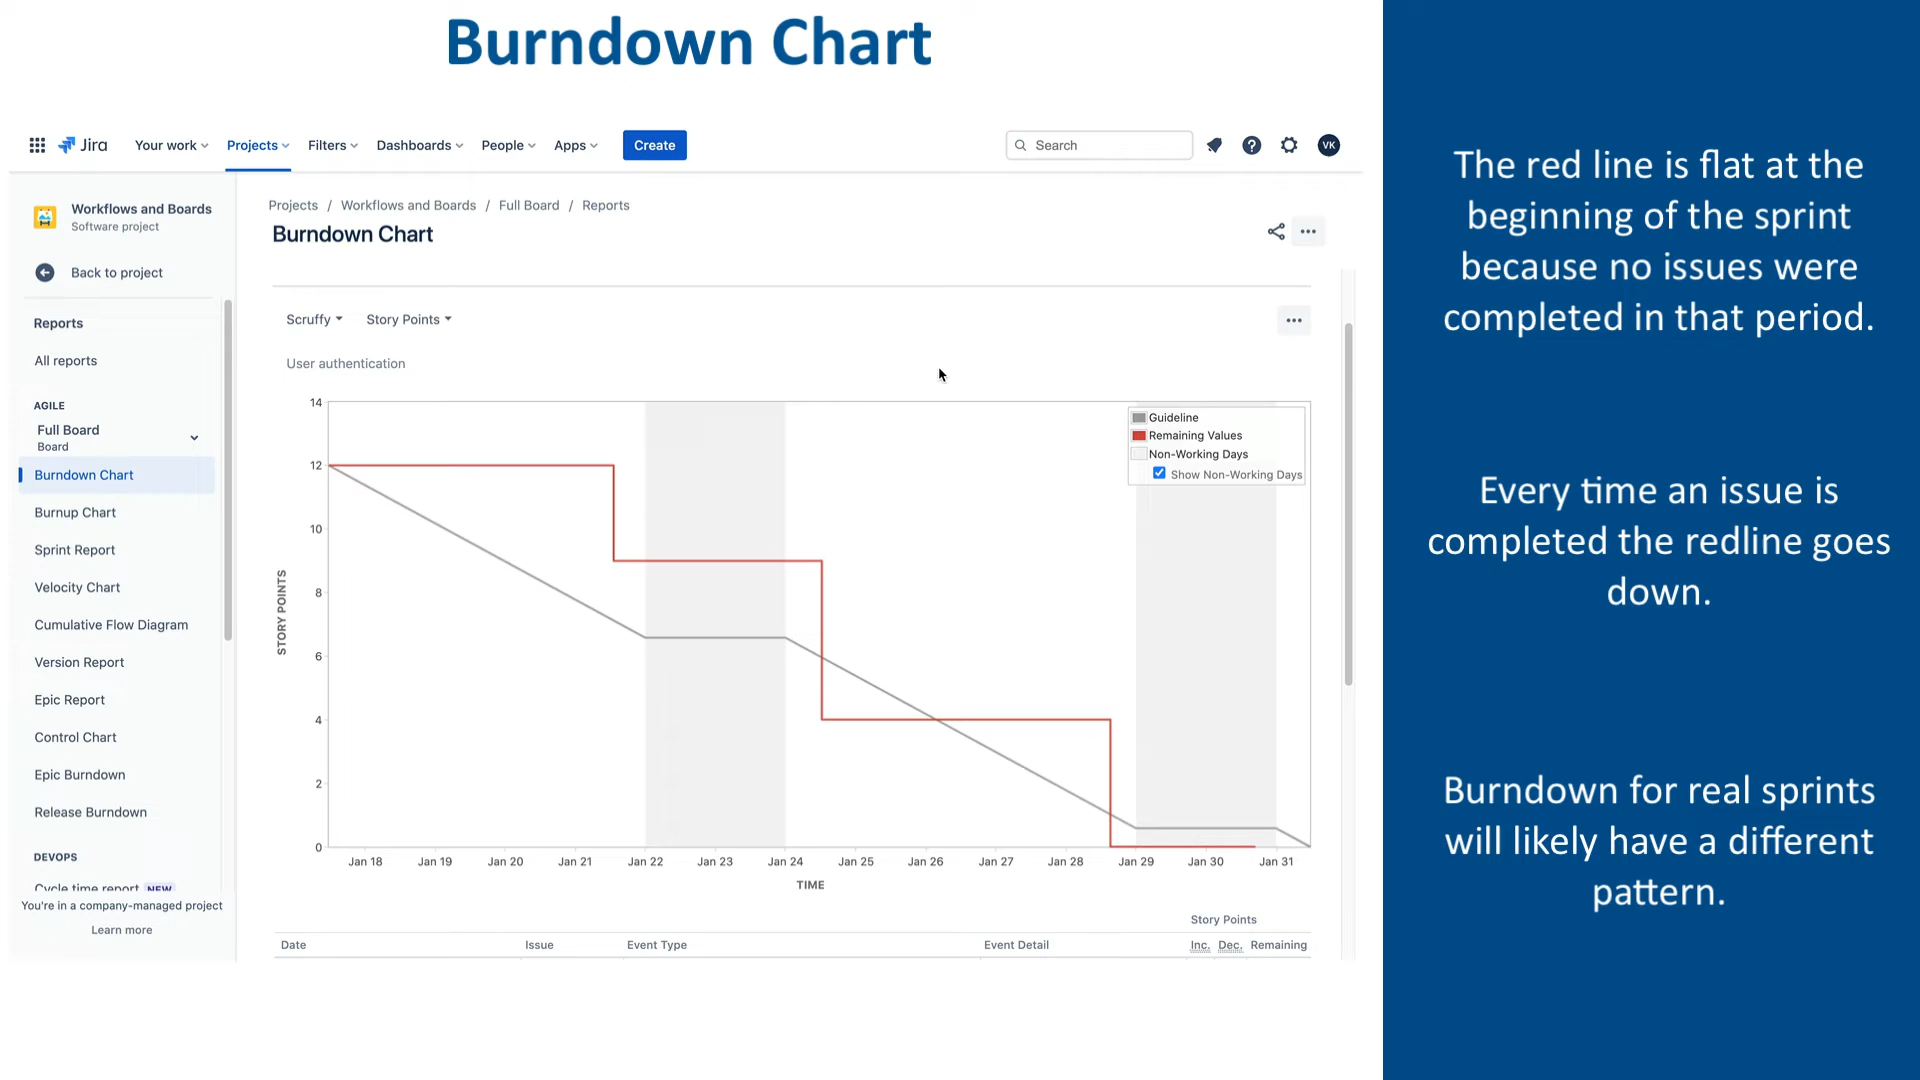 Burndown Chart
Jira
Your work
Projects
Filters
Dashboards
People
Apps
Create
Search
VK
Workflows and Boards
Software project
Back to project
Reports
All reports
AGILE
Full Board
Board
Burndown Chart
Burnup Chart
Sprint Report
Velocity Chart
Cumulative Flow Diagram
Version Report
Epic Report
Control Chart
Epic Burndown
Release Burndown
DEVOPS
Cycle time report NEW
You're in a company-managed project
Learn more
Projects / Workflows and Boards / Full Board / Reports
Burndown Chart
Scruffy Story Points
User authentication
Guideline
Remaining Values
Non-Working Days
Show Non-Working Days
STORY POINTS
14
12
10
8
6
4
2
0
Jan 18 Jan 19 Jan 20 Jan 21 Jan 22 Jan 23 Jan 24 Jan 25 Jan 26 Jan 27 Jan 28 Jan 29 Jan 30 Jan 31
TIME
Story Points
Date Issue Event Type Event Detail Inc. Dec. Remaining
The red line is flat at the
beginning of the sprint
because no issues were
completed in that period.
Every time an issue is
completed the redline goes
down.
Burndown for real sprints
will likely have a different
pattern.